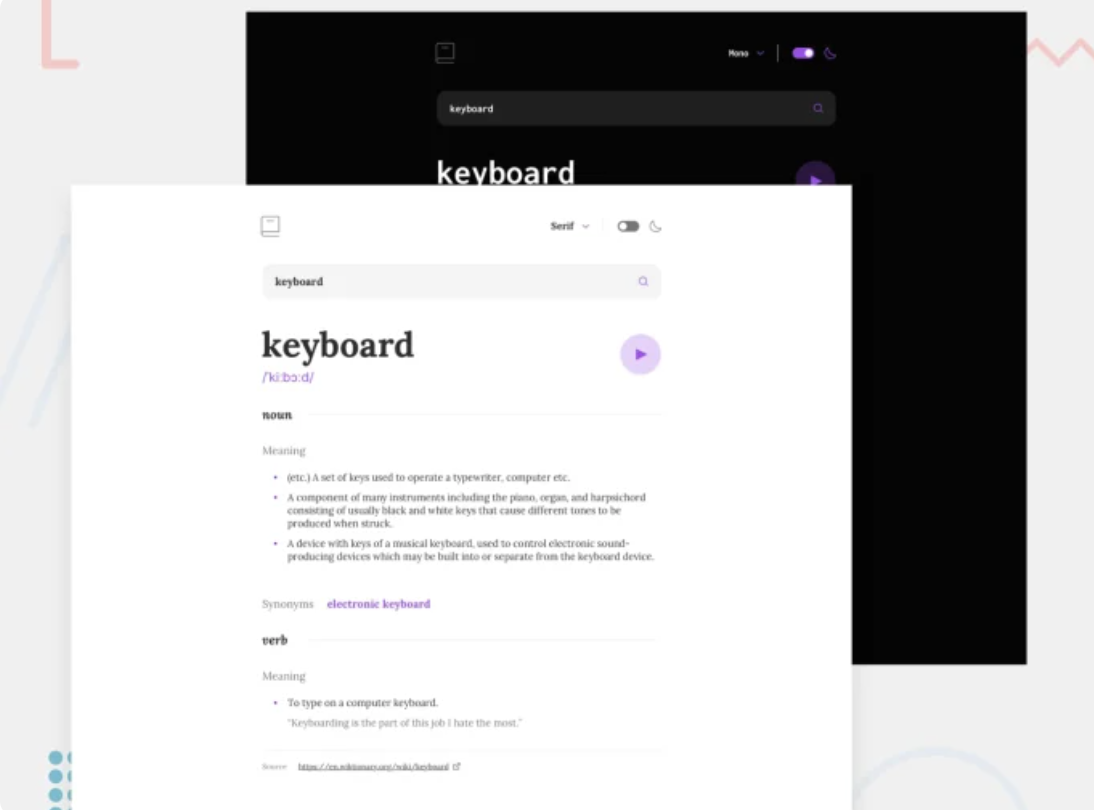 Mono
keyboard
keyboard
Serif
keyboard
keyboard
/ˈkiːbɔːd/
noun
Meaning
(etc.) A set of keys used to operate a typewriter, computer etc.
A component of many instruments including the piano, organ, and harpsichord
consisting of usually black and white keys that cause different tones to be
produced when struck.
A device with keys of a musical keyboard, used to control electronic sound-
producing devices which may be built into or separate from the keyboard device.
Synonyms electronic keyboard
verb
Meaning
To type on a computer keyboard.
"Keyboarding is the part of this job I hate the most."
Source https://en.wiktionary.org/wiki/keyboard